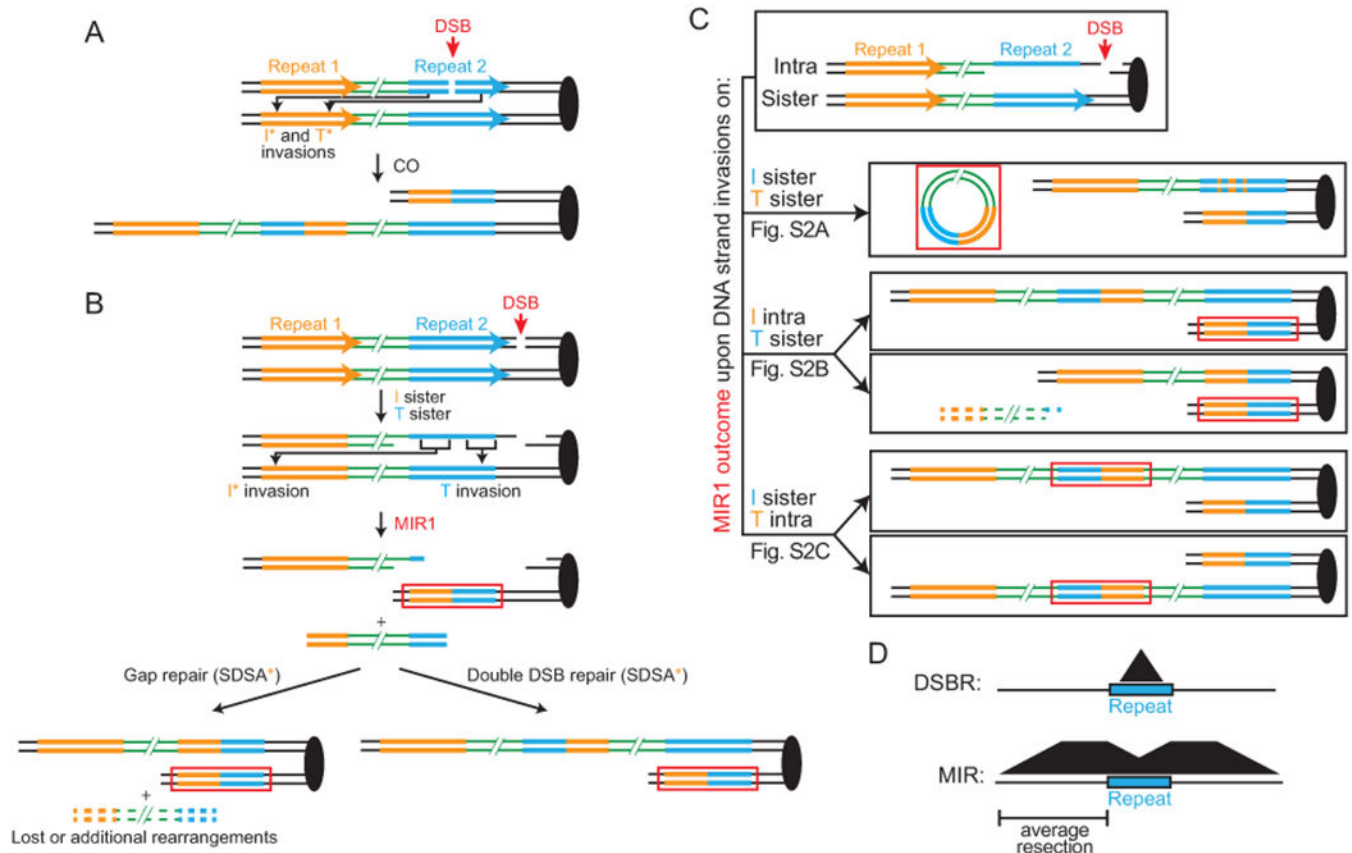 A
DSB
Repeat 1
Repeat 2
I* and T*
invasions
CO
B
DSB
Repeat 1
Repeat 2
I sister
T sister
I* invasion
T invasion
MIR1
+
Gap repair (SDSA*)
Double DSB repair (SDSA*)
+
Lost or additional rearrangements
C
MIR1 outcome upon DNA strand invasions on:
DSB
Repeat 1
Repeat 2
Intra
Sister
I sister
T sister
Fig. S2A
I intra
T sister
Fig. S2B
I sister
T intra
Fig. S2C
D
DSBR:
Repeat
MIR:
Repeat
average
resection